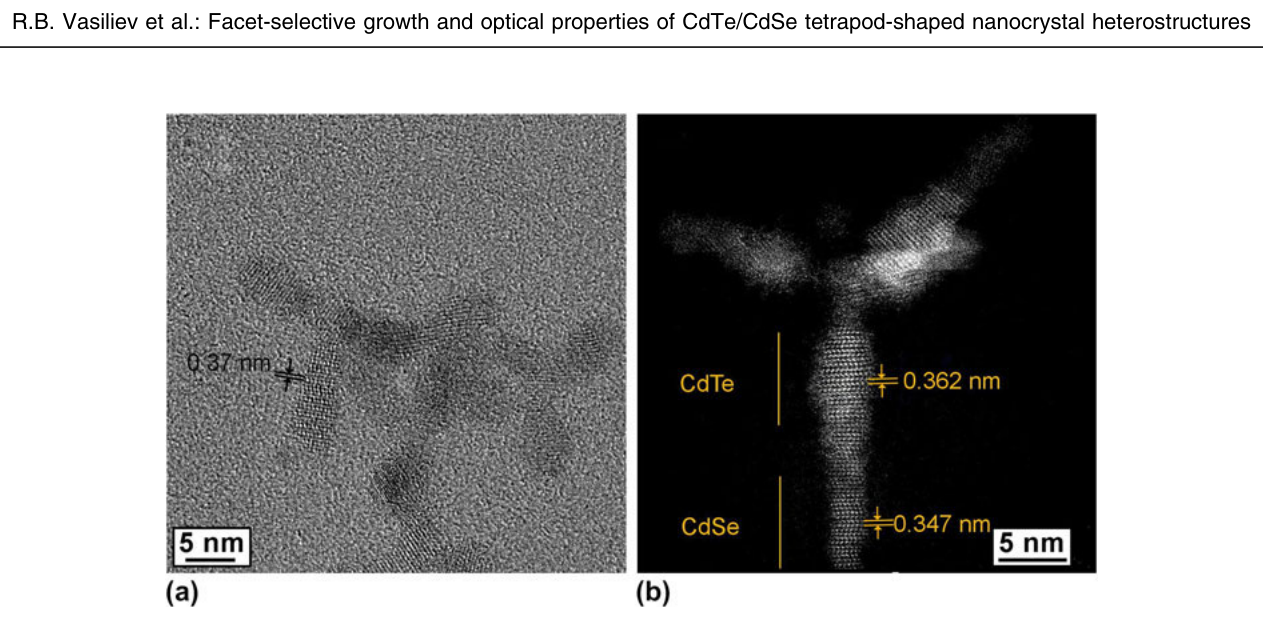 R.B. Vasiliev et al.: Facet-selective growth and optical properties of CdTe/CdSe tetrapod-shaped nanocrystal heterostructures
0.37 nm
5 nm
(a)
CdTe
0.362 nm
CdSe
0.347 nm
5 nm
(b)